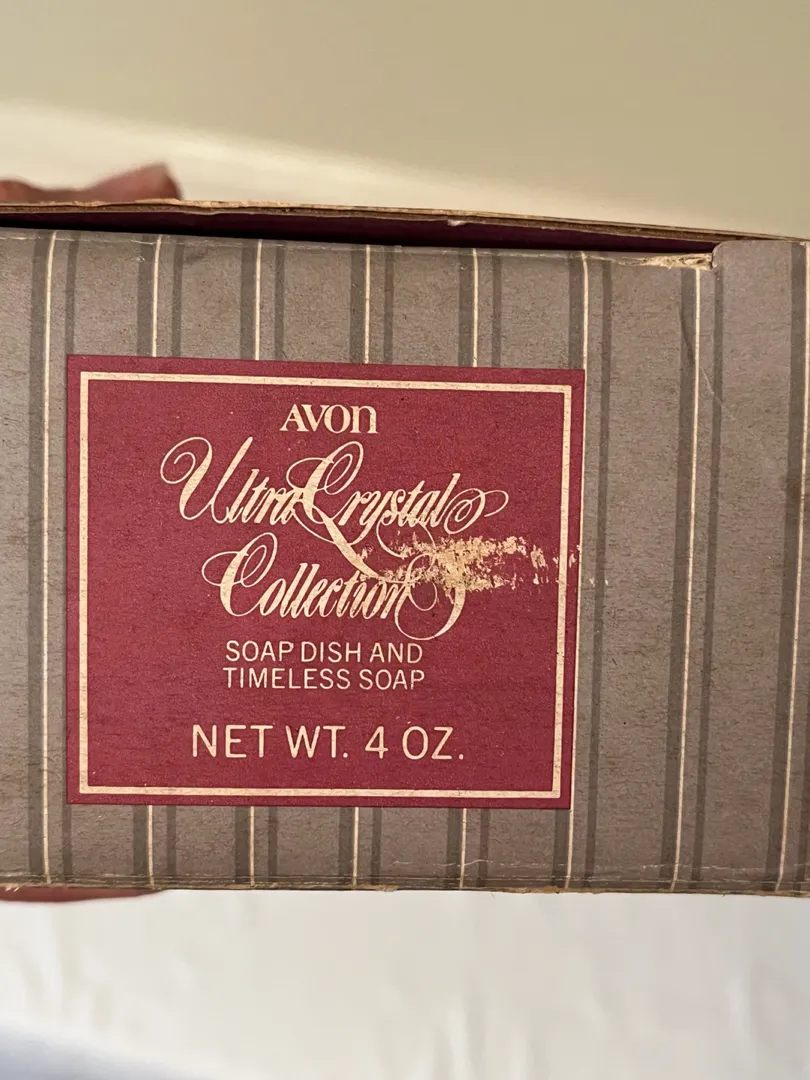 AVON
Ultra Crystal
Collection
SOAP DISH AND
TIMELESS SOAP
NET WT. 4 OZ.